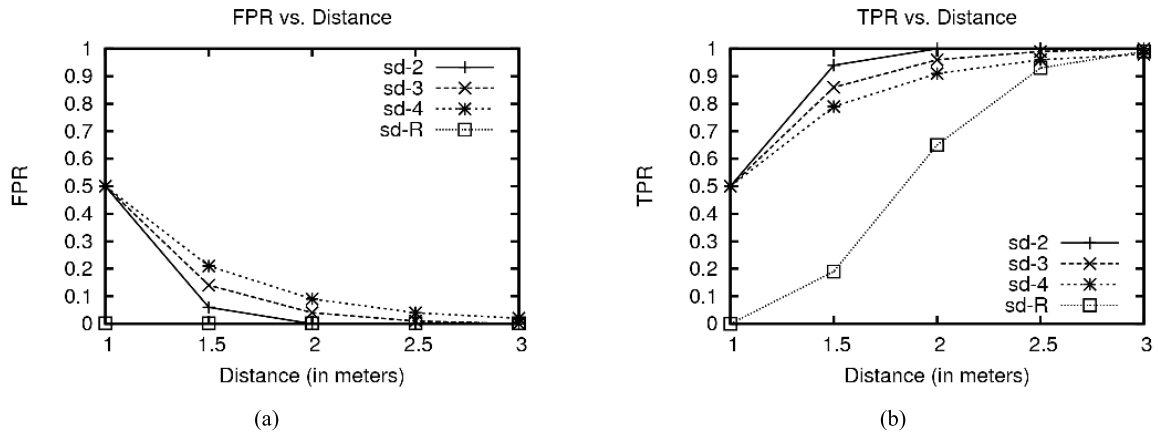 FPR vs. Distance
1
0.9
0.8
0.7
0.6
0.5
0.4
0.3
0.2
0.1
0
FPR
sd-2
sd-3
sd-4
sd-R
1
1.5
2
2.5
3
Distance (in meters)
(a)
TPR vs. Distance
1
0.9
0.8
0.7
0.6
0.5
0.4
0.3
0.2
0.1
0
TPR
sd-2
sd-3
sd-4
sd-R
1
1.5
2
2.5
3
Distance (in meters)
(b)